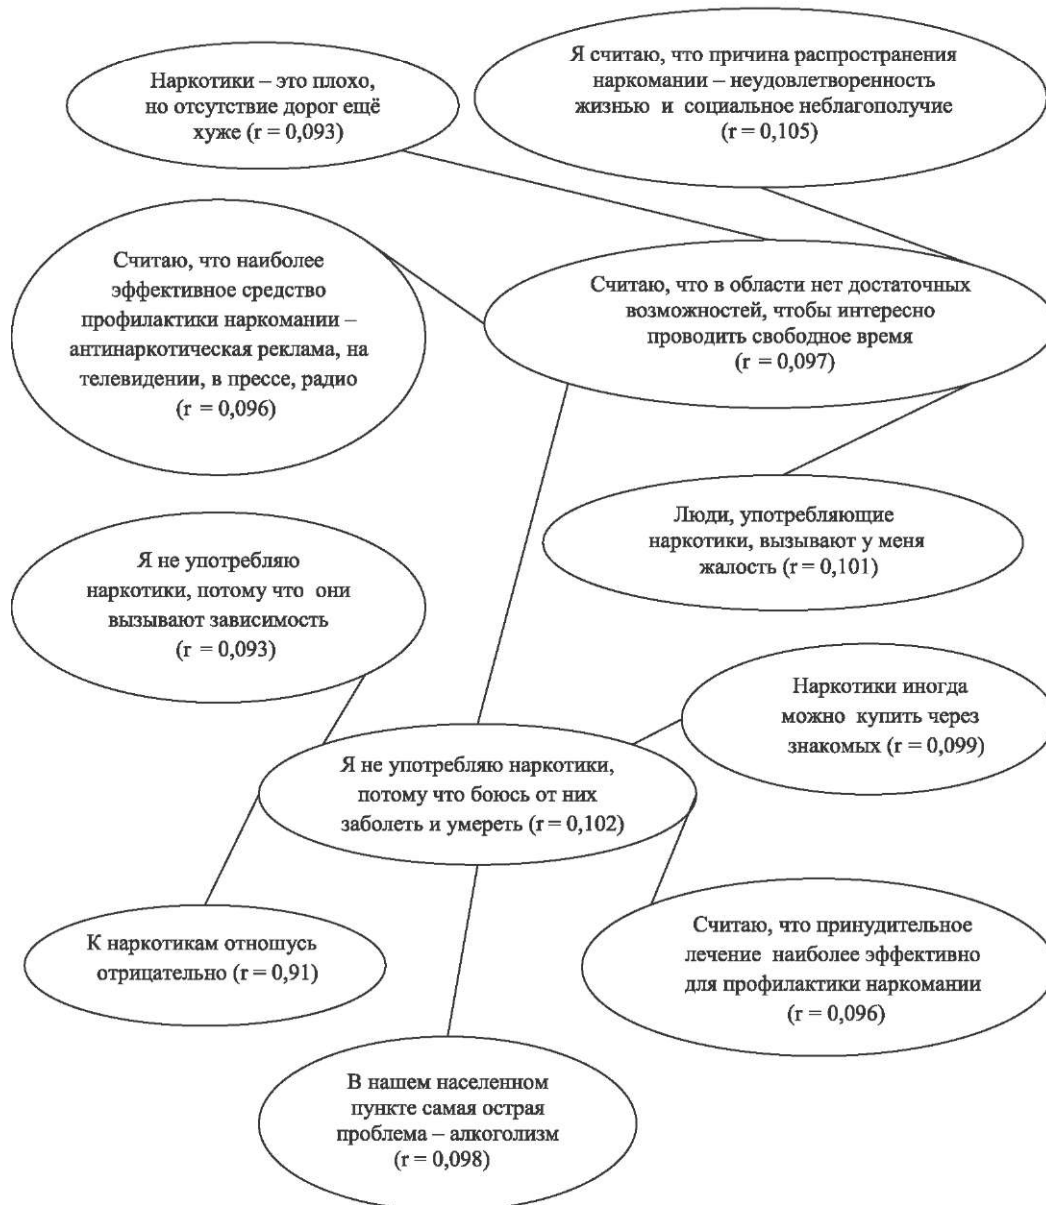 Наркотики – это плохо,
но отсутствие дорог ещё
хуже (r = 0,093)
Я считаю, что причина распространения
наркомании – неудовлетворенность
жизнью и социальное неблагополучие
(r = 0,105)
Считаю, что наиболее
эффективное средство
профилактики наркомании –
антинаркотическая реклама, на
телевидении, в прессе, радио
(r = 0,096)
Считаю, что в области нет достаточных
возможностей, чтобы интересно
проводить свободное время
(r = 0,097)
Люди, употребляющие
наркотики, вызывают у меня
жалость (r = 0,101)
Я не употребляю
наркотики, потому что они
вызывают зависимость
(r = 0,093)
Наркотики иногда
можно купить через
знакомых (r = 0,099)
Я не употребляю наркотики,
потому что боюсь от них
заболеть и умереть (r = 0,102)
К наркотикам отношусь
отрицательно (r = 0,91)
Считаю, что принудительное
лечение наиболее эффективно
для профилактики наркомании
(r = 0,096)
В нашем населенном
пункте самая острая
проблема – алкоголизм
(r = 0,098)